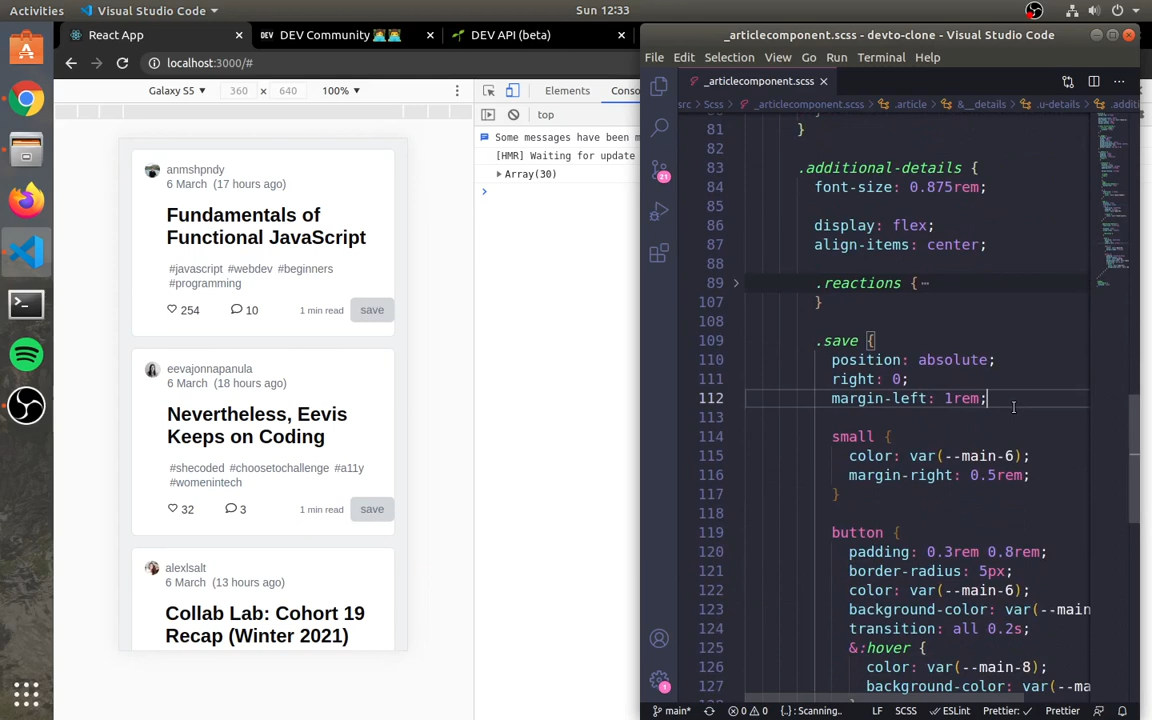 Activities
Visual Studio Code
Sun 12:33
React App
DEV Community
DEV API (beta)
localhost:3000/#
Galaxy S5
360
x
640
100%
Elements
Conso
top
Some messages have been m
[HMR] Waiting for update
Array(30)
anmshpndy
6 March (17 hours ago)
Fundamentals of
Functional JavaScript
#javascript #webdev #beginners
#programming
254
10
1 min read
save
eevajonnapanula
6 March (18 hours ago)
Nevertheless, Eevis
Keeps on Coding
#shecoded #choosetochallenge #a11y
#womenintech
32
3
1 min read
save
alexlsalt
6 March (13 hours ago)
Collab Lab: Cohort 19
Recap (Winter 2021)
_articlecomponent.scss - devto-clone - Visual Studio Code
File Edit Selection View Go Run Terminal Help
_articlecomponent.scss
src > Scss > _articlecomponent.scss > .article > &__details > .u-details > .additi
81 }
82
83 .additional-details {
84 font-size: 0.875rem;
85
86 display: flex;
87 align-items: center;
88
89 .reactions {
107 }
108
109 .save {
110 position: absolute;
111 right: 0;
112 margin-left: 1rem;
113
114 small {
115 color: var(--main-6);
116 margin-right: 0.5rem;
117 }
118
119 button {
120 padding: 0.3rem 0.8rem;
121 border-radius: 5px;
122 color: var(--main-6);
123 background-color: var(--main
124 transition: all 0.2s;
125 &:hover {
126 color: var(--main-8);
127 background-color: var(--ma
21
1
main*
0
0
{.}: Scanning..
LF
SCSS
ESLint
Prettier:
Prettier